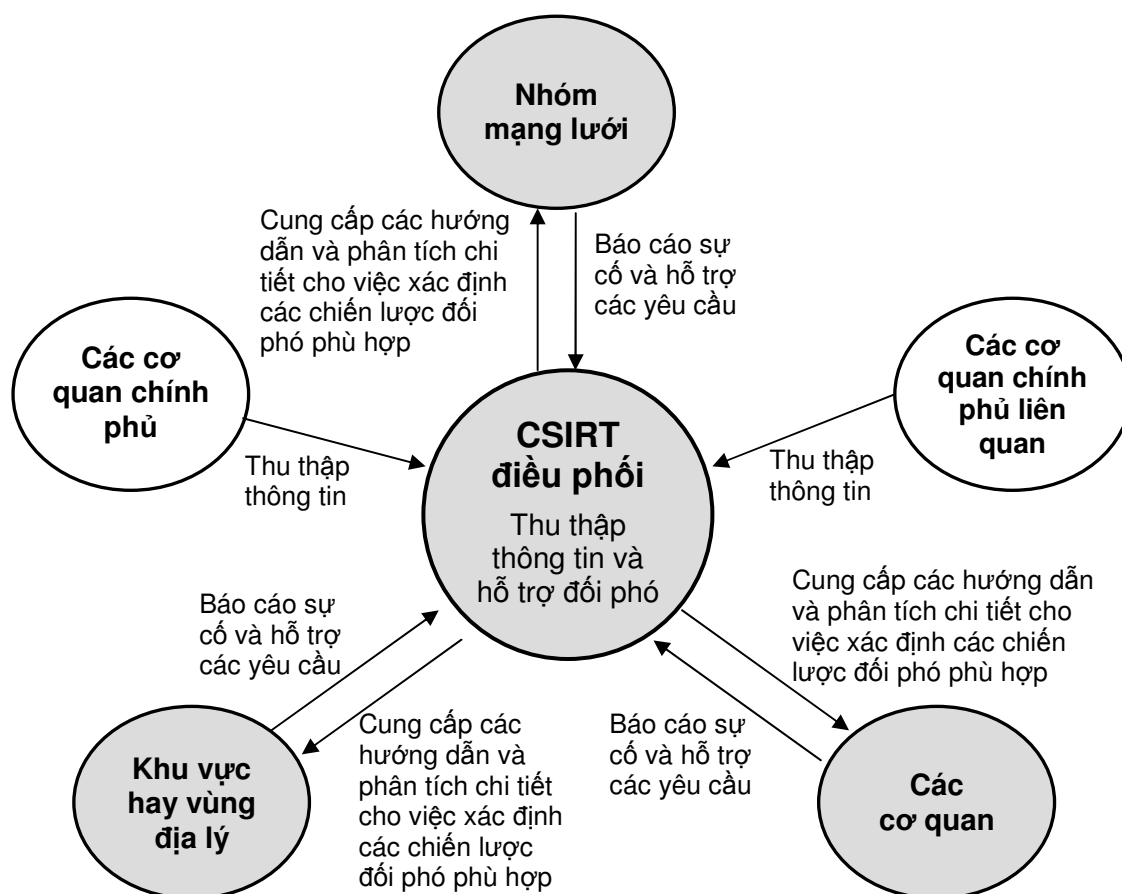 Nhóm
mạng lưới
Cung cấp các hướng
dẫn và phân tích chi
tiết cho việc xác định
các chiến lược đối
phó phù hợp
Báo cáo sự
cố và hỗ trợ
các yêu cầu
Các cơ
quan chính
phủ
Các cơ
quan chính
phủ liên
quan
Thu thập
thông tin
CSIRT
điều phối
Thu thập
thông tin và
hỗ trợ đối phó
Thu thập
thông tin
Báo cáo sự
cố và hỗ trợ
các yêu cầu
Cung cấp các hướng dẫn
và phân tích chi tiết cho
việc xác định các chiến
lược đối phó phù hợp
Khu vực
hay vùng
địa lý
Cung cấp các
hướng dẫn và
phân tích chi tiết
cho việc xác định
các chiến lược
đối phó phù hợp
Báo cáo sự
cố và hỗ trợ
các yêu cầu
Các
cơ quan